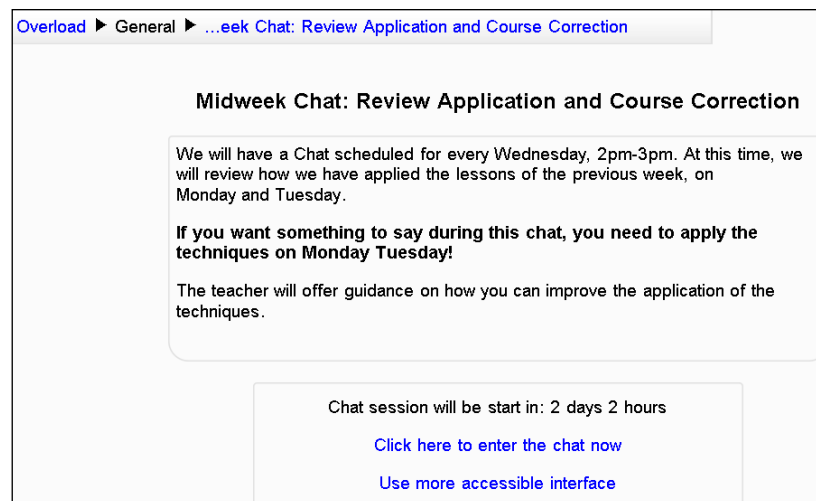 Overload ► General ► ...eek Chat: Review Application and Course Correction
Midweek Chat: Review Application and Course Correction
We will have a Chat scheduled for every Wednesday, 2pm-3pm. At this time, we
will review how we have applied the lessons of the previous week, on
Monday and Tuesday.
If you want something to say during this chat, you need to apply the
techniques on Monday Tuesday!
The teacher will offer guidance on how you can improve the application of the
techniques.
Chat session will be start in: 2 days 2 hours
Click here to enter the chat now
Use more accessible interface